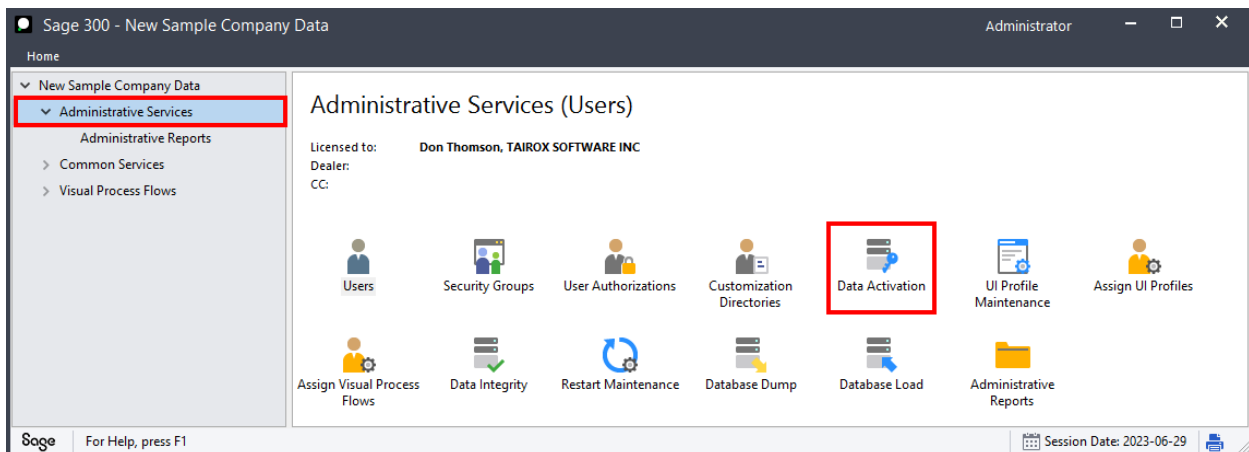 Sage 300 - New Sample Company Data
Administrator
Home
New Sample Company Data
Administrative Services
Administrative Reports
Common Services
Visual Process Flows
Administrative Services (Users)
Licensed to: Don Thomson, TAIROX SOFTWARE INC
Dealer:
CC:
Users
Security Groups
User Authorizations
Customization
Directories
Data Activation
UI Profile
Maintenance
Assign UI Profiles
Assign Visual Process
Flows
Data Integrity
Restart Maintenance
Database Dump
Database Load
Administrative
Reports
Sage
For Help, press F1
Session Date: 2023-06-29